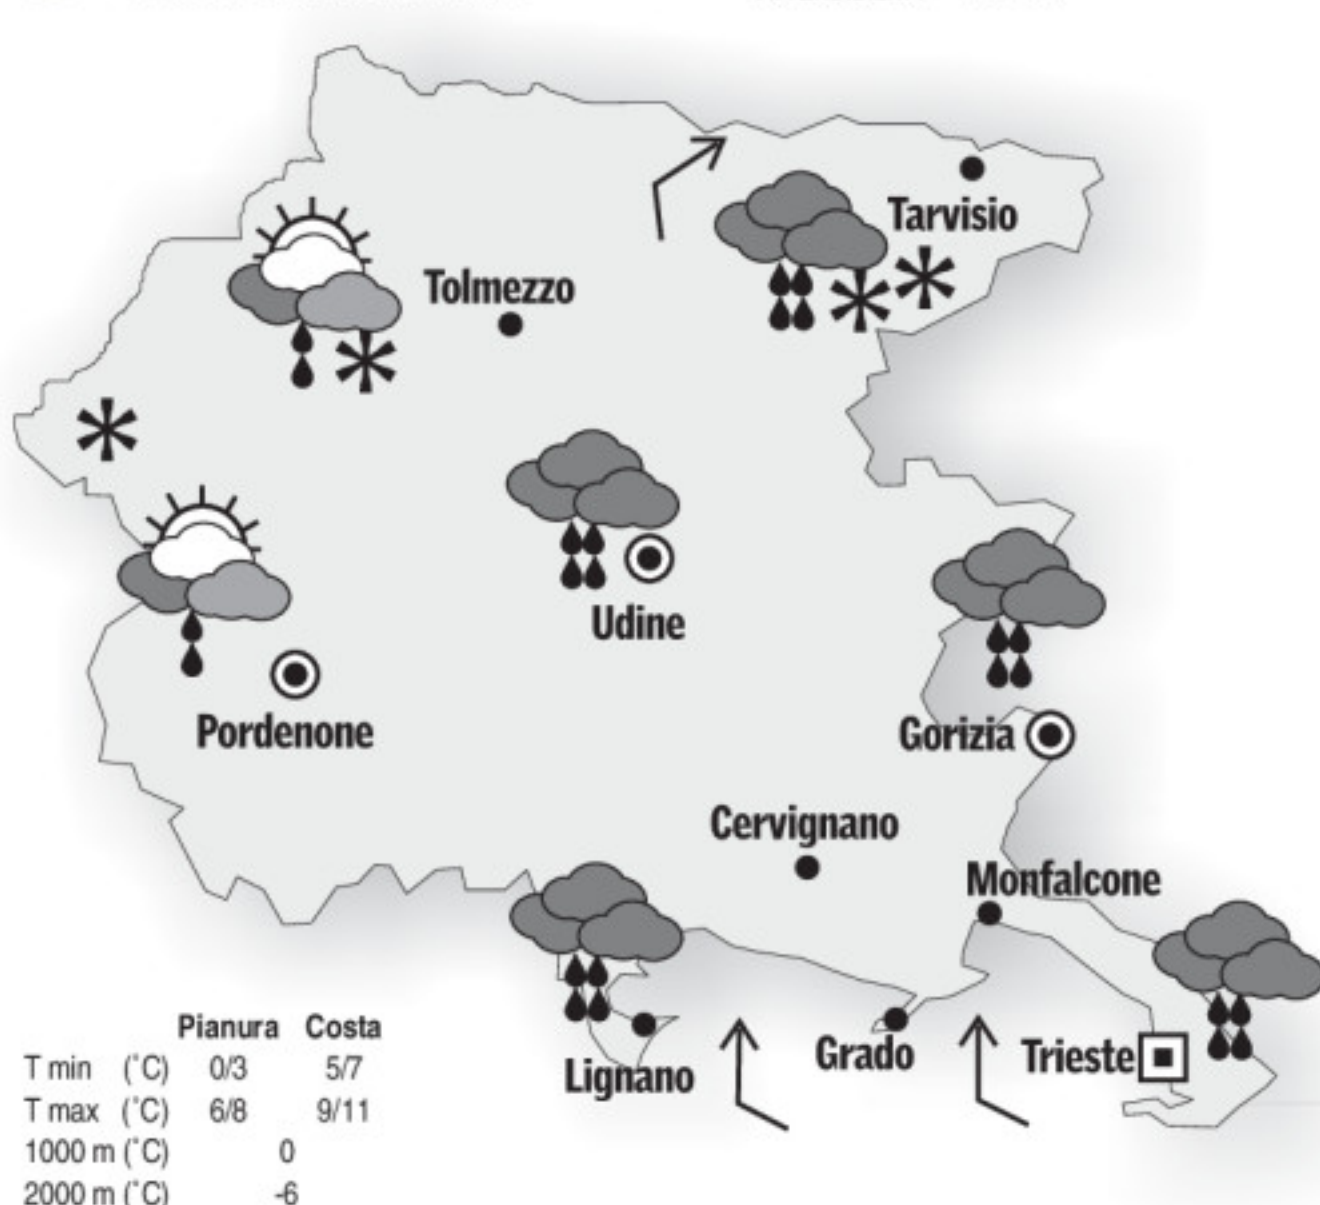 Tarvisio
Tolmezzo
Udine
Pordenone
Gorizia
Cervignano
Monfalcone
Grado
Trieste
Lignano
Pianura Costa
T min (°C) 0/3 5/7
T max (°C) 6/8 9/11
1000 m (°C) 0
2000 m (°C) -6